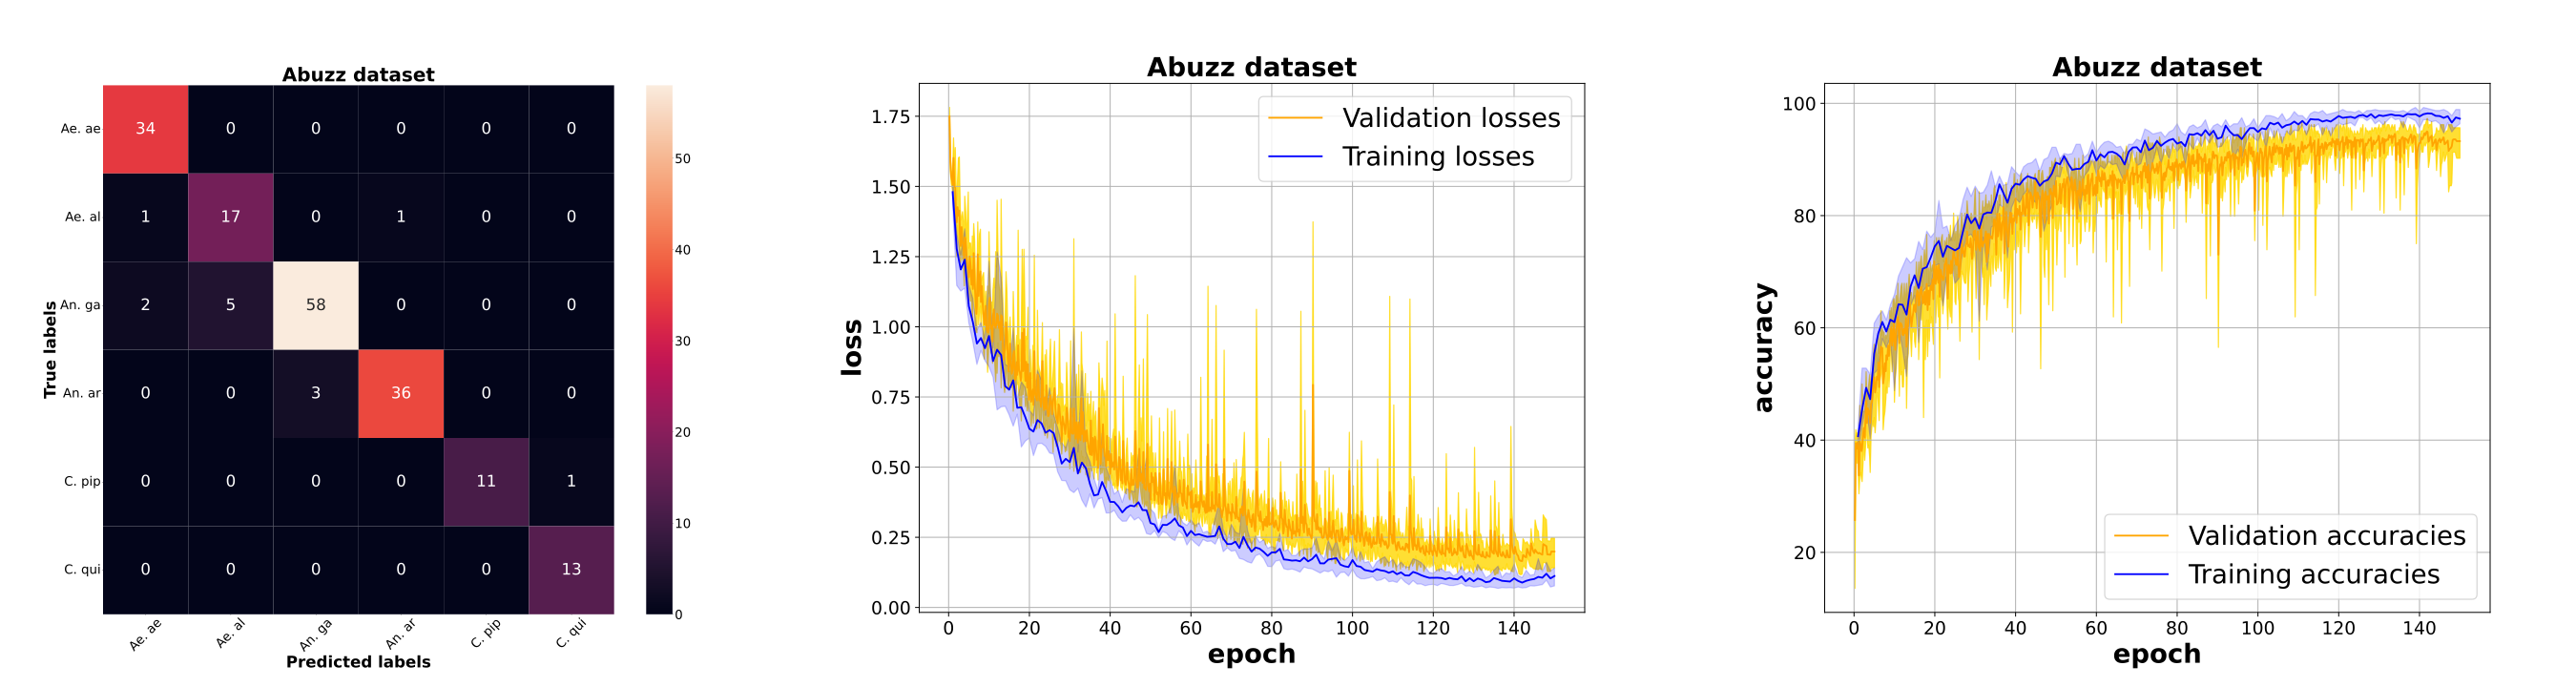 Abuzz dataset
Ae. ae 34 0 0 0 0 0
Ae. al 1 17 0 1 0 0
An. ga 2 5 58 0 0 0
An. ar 0 0 3 36 0 0
C. pip 0 0 0 0 11 1
C. qui 0 0 0 0 0 13
True labels
Ae. ae Ae. al An. ga An. ar C. pip C. qui
Predicted labels
50
40
30
20
10
0
Abuzz dataset
Validation losses
Training losses
1.75
1.50
1.25
1.00
0.75
0.50
0.25
0.00
loss
0 20 40 60 80 100 120 140
epoch
Abuzz dataset
100
80
60
40
20
accuracy
Validation accuracies
Training accuracies
0 20 40 60 80 100 120 140
epoch